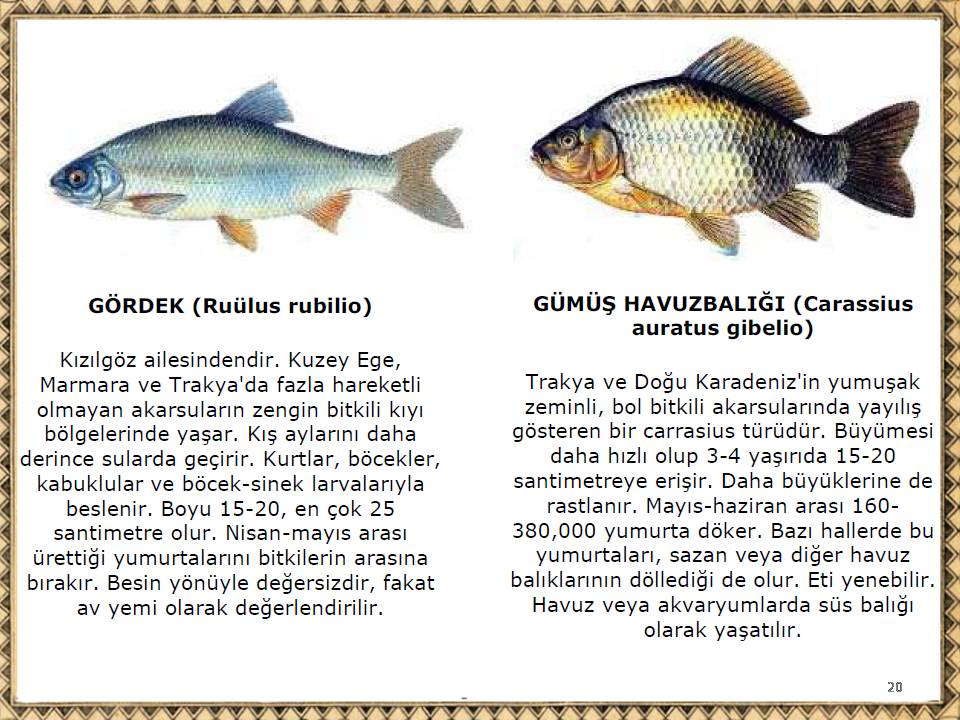 GÖRDEK (Ruülus rubilio)
Kızılgöz ailesindendir. Kuzey Ege,
Marmara ve Trakya'da fazla hareketli
olmayan akarsuların zengin bitkili kıyı
bölgelerinde yaşar. Kış aylarını daha
derince sularda geçirir. Kurtlar, böcekler,
kabuklular ve böcek-sinek larvalarıyla
beslenir. Boyu 15-20, en çok 25
santimetre olur. Nisan-mayıs arası
ürettiği yumurtalarını bitkilerin arasına
bırakır. Besin yönüyle değersizdir, fakat
av yemi olarak değerlendirilir.
GÜMÜŞ HAVUZBALIĞI (Carassius
auratus gibelio)
Trakya ve Doğu Karadeniz'in yumuşak
zeminli, bol bitkili akarsularında yayılış
gösteren bir carrasius türüdür. Büyümesi
daha hızlı olup 3-4 yaşırıda 15-20
santimetreye erişir. Daha büyüklerine de
rastlanır. Mayıs-haziran arası 160-
380,000 yumurta döker. Bazı hallerde bu
yumurtaları, sazan veya diğer havuz
balıklarının döllediği de olur. Eti yenebilir.
Havuz veya akvaryumlarda süs balığı
olarak yaşatılır.
-
20